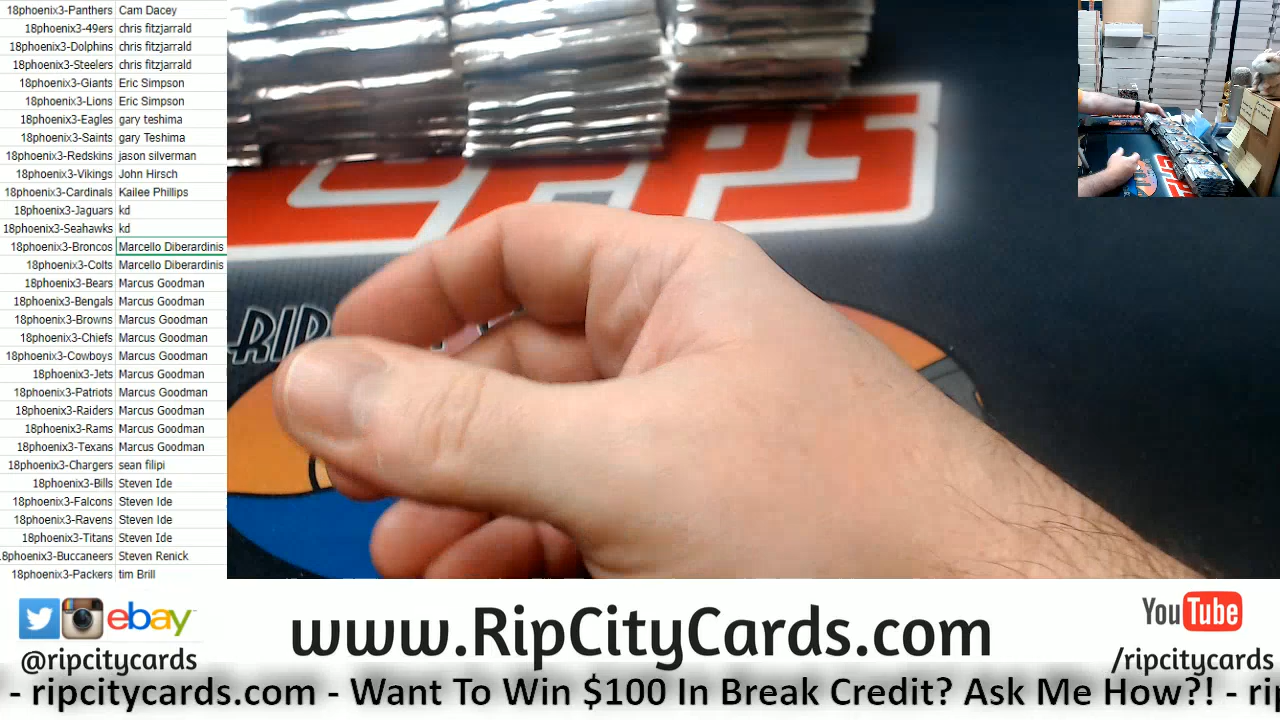 18phoenix3-Panthers Cam Dacey
18phoenix3-49ers chris fitzjarrald
18phoenix3-Dolphins chris fitzjarrald
18phoenix3-Steelers chris fitzjarrald
18phoenix3-Giants Eric Simpson
18phoenix3-Lions Eric Simpson
18phoenix3-Eagles gary teshima
18phoenix3-Saints gary Teshima
18phoenix3-Redskins jason silverman
18phoenix3-Vikings John Hirsch
18phoenix3-Cardinals Kailee Phillips
18phoenix3-Jaguars kd
18phoenix3-Seahawks kd
18phoenix3-Broncos Marcello Diberardinis
18phoenix3-Colts Marcello Diberardinis
18phoenix3-Bears Marcus Goodman
18phoenix3-Bengals Marcus Goodman
18phoenix3-Browns Marcus Goodman
18phoenix3-Chiefs Marcus Goodman
18phoenix3-Cowboys Marcus Goodman
18phoenix3-Jets Marcus Goodman
18phoenix3-Patriots Marcus Goodman
18phoenix3-Raiders Marcus Goodman
18phoenix3-Rams Marcus Goodman
18phoenix3-Texans Marcus Goodman
18phoenix3-Chargers sean filipi
18phoenix3-Bills Steven Ide
18phoenix3-Falcons Steven Ide
18phoenix3-Ravens Steven Ide
18phoenix3-Titans Steven Ide
18phoenix3-Buccaneers Steven Renick
18phoenix3-Packers tim Brill
RIP
ebay
@ripcitycards
www.RipCityCards.com
YouTube
/ripcitycards
- ripcitycards.com - Want To Win $100 In Break Credit? Ask Me How?! - rip